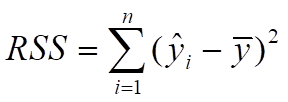 RSS = \sum_{i=1}^{n} (\hat{y}_i - \overline{y})^2